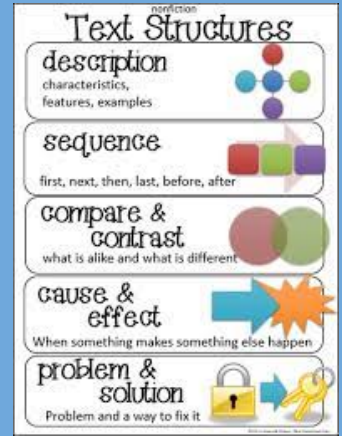 nonfiction
Text Structures
description
characteristics,
features, examples
sequence
first, next, then, last, before, after
compare &
contrast
what is alike and what is different
cause &
effect
When something makes something else happen
problem &
solution
Problem and a way to fix it